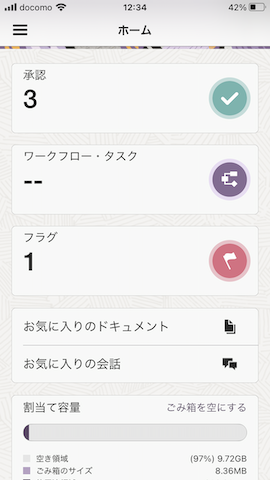 docomo 12:34 42%
ホーム
承認
3
ワークフロー・タスク
--
フラグ
1
お気に入りのドキュメント
お気に入りの会話
割当て容量 ごみ箱を空にする
空き領域 (97%) 9.72GB
ごみ箱のサイズ 8.36MB